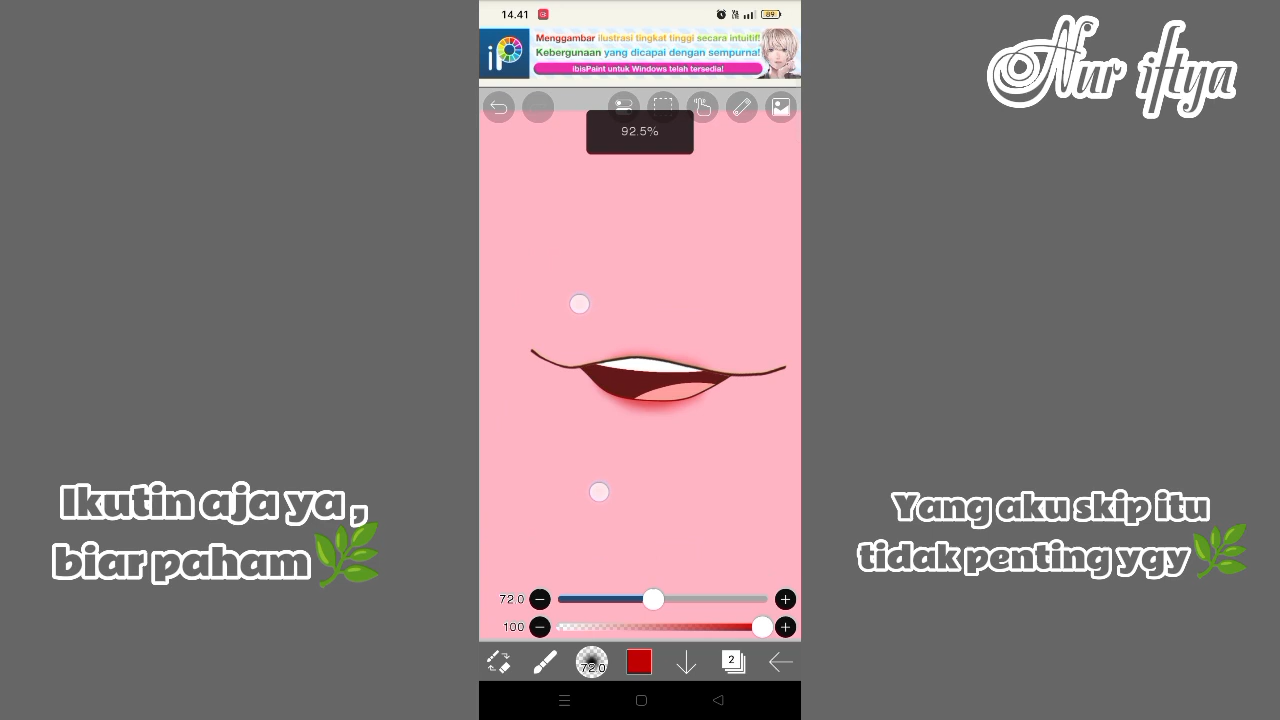 14.41
89
Menggambar ilustrasi tingkat tinggi secara intuitif!
Kebergunaan yang dicapai dengan sempurna!
ibisPaint untuk Windows telah tersedia!
iP
Nur iftya
92.5%
Ikutin aja ya ,
biar paham
Yang aku skip itu
tidak penting ygy
72.0
100
72.0
2